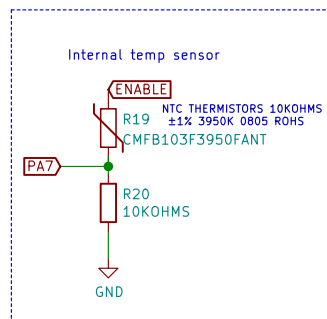 Internal temp sensor
ENABLE
R19
NTC THERMISTORS 10KOHMS
±1% 3950K 0805 ROHS
CMFB103F3950FANT
PA7
R20
10KOHMS
GND